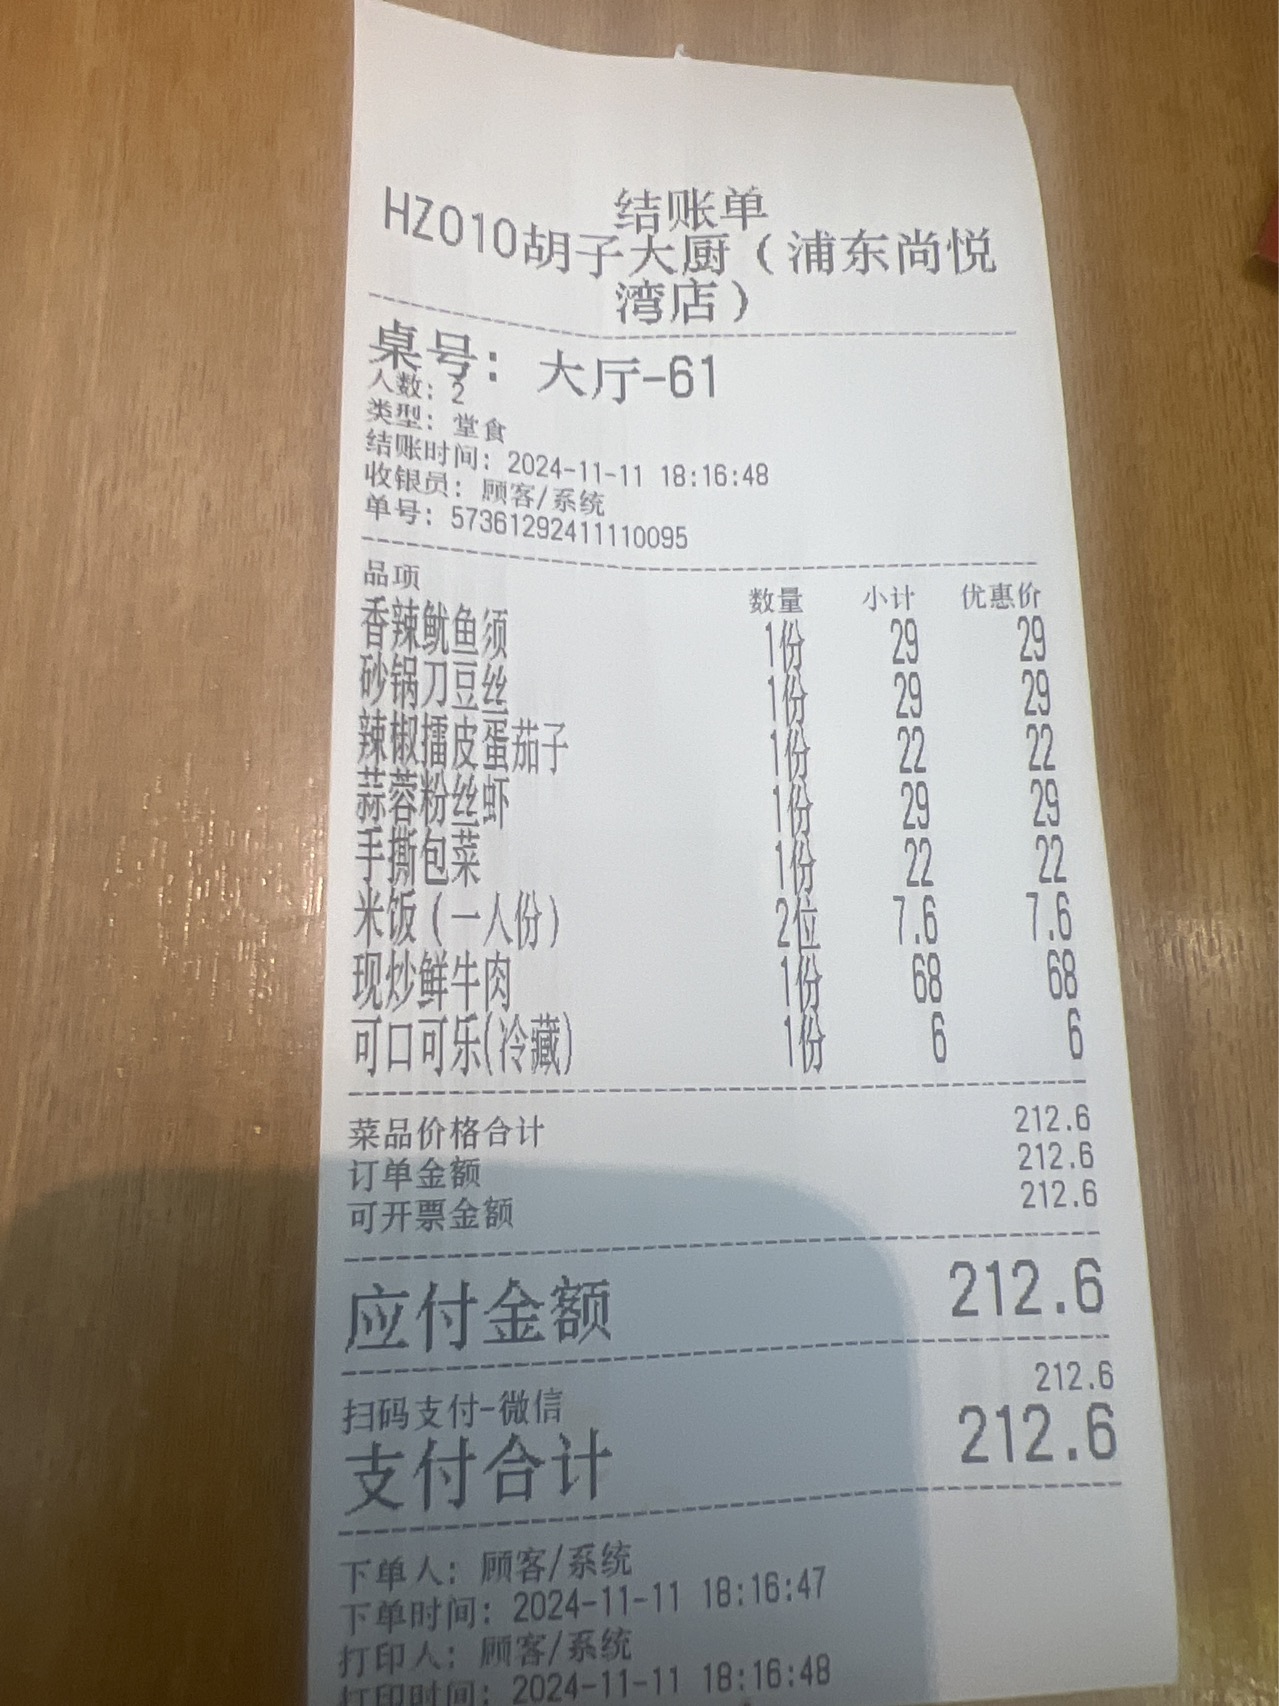 结账单
HZ010胡子大厨（浦东尚悦
湾店）
桌号：大厅-61
人数：2
类型：堂食
结账时间：2024-11-11 18:16:48
收银员：顾客/系统
单号：57361292411110095
品项 数量 小计 优惠价
香辣鱿鱼须 1份 29 29
砂锅刀豆丝 1份 29 29
辣椒擂皮蛋茄子 1份 22 22
蒜蓉粉丝虾 1份 29 29
手撕包菜 1份 22 22
米饭（一人份） 2位 7.6 7.6
现炒鲜牛肉 1份 68 68
可口可乐(冷藏) 1份 6 6
菜品价格合计 212.6
订单金额 212.6
可开票金额 212.6
应付金额 212.6
扫码支付-微信 212.6
支付合计 212.6
下单人：顾客/系统
下单时间：2024-11-11 18:16:47
打印人：顾客/系统
打印时间：2024-11-11 18:16:48